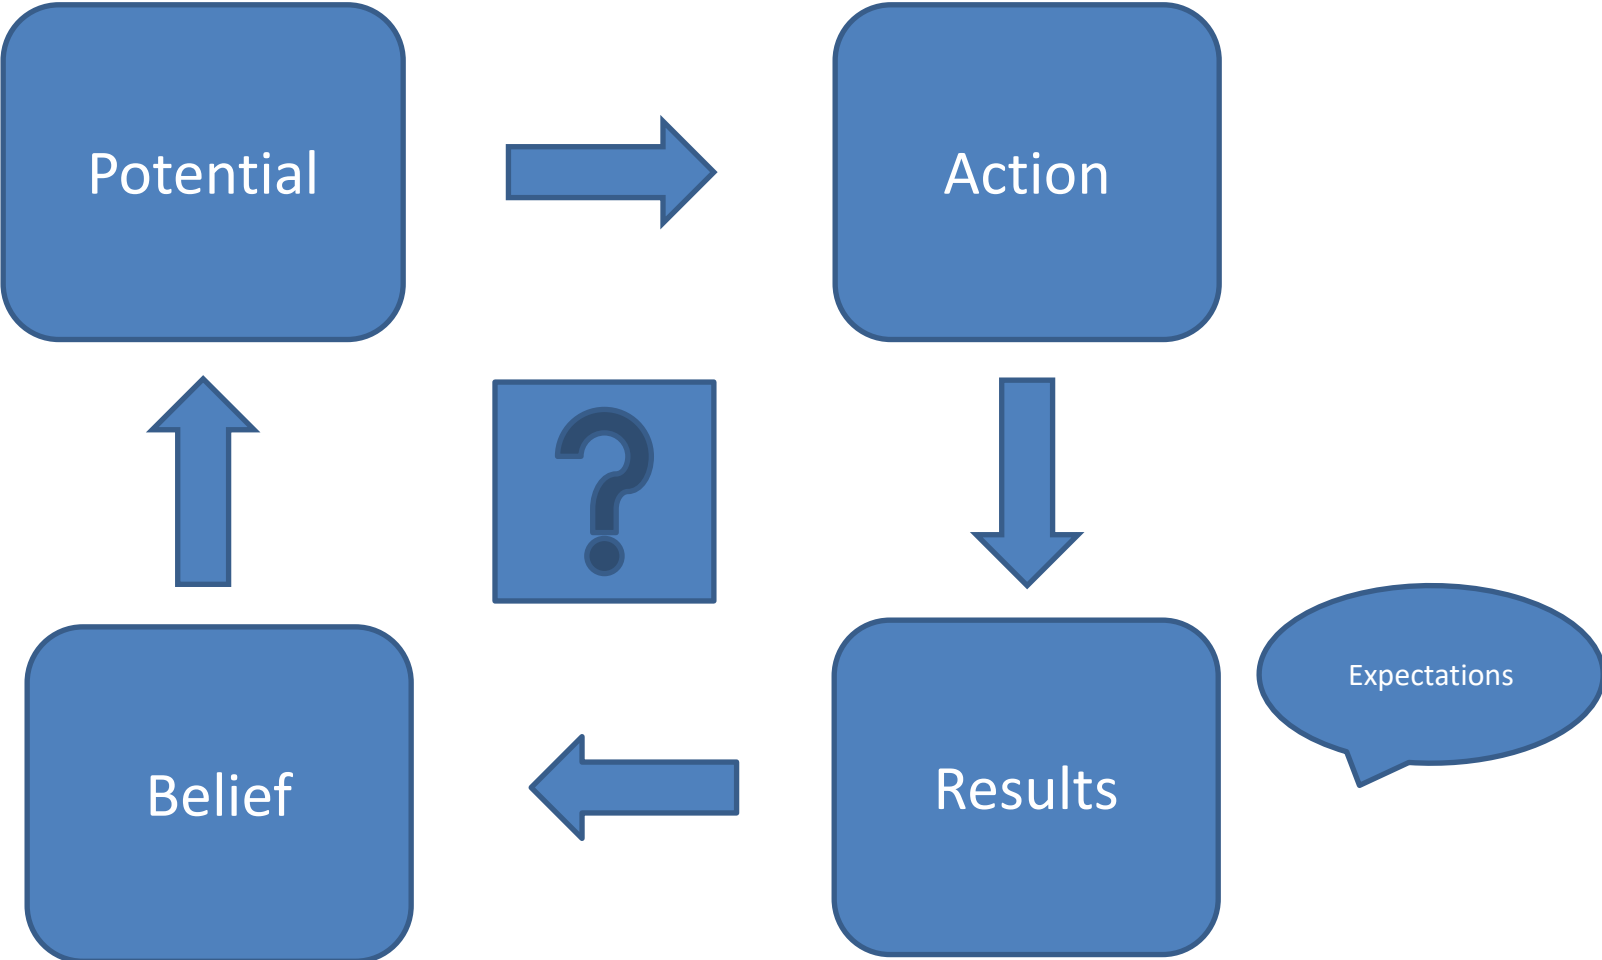 Potential
Action
?
Expectations
Belief
Results